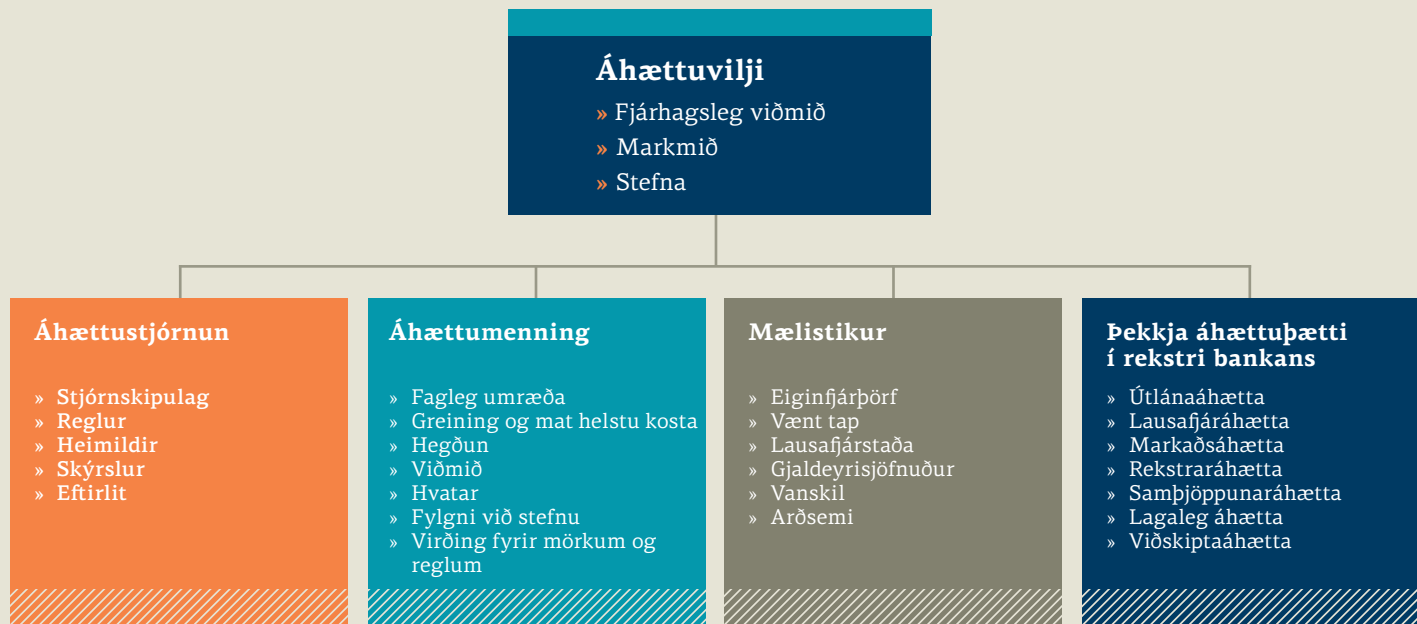 Áhættuvilji
» Fjárhagsleg viðmið
» Markmið
» Stefna
Áhættustjórnun
» Stjórnskipulag
» Reglur
» Heimildir
» Skýrslur
» Eftirlit
Áhættumenning
» Fagleg umræða
» Greining og mat helstu kosta
» Hegðun
» Viðmið
» Hvatar
» Fylgni við stefnu
» Virðing fyrir mörkum og
reglum
Mælistikur
» Eiginfjárþörf
» Vænt tap
» Lausafjárstaða
» Gjaldeyrisjöfnuður
» Vanskil
» Arðsemi
Þekkja áhættuþætti
í rekstri bankans
» Útlánaáhætta
» Lausafjáráhætta
» Markaðsáhætta
» Rekstraráhætta
» Samþjöppunaráhætta
» Lagaleg áhætta
» Viðskiptaáhætta